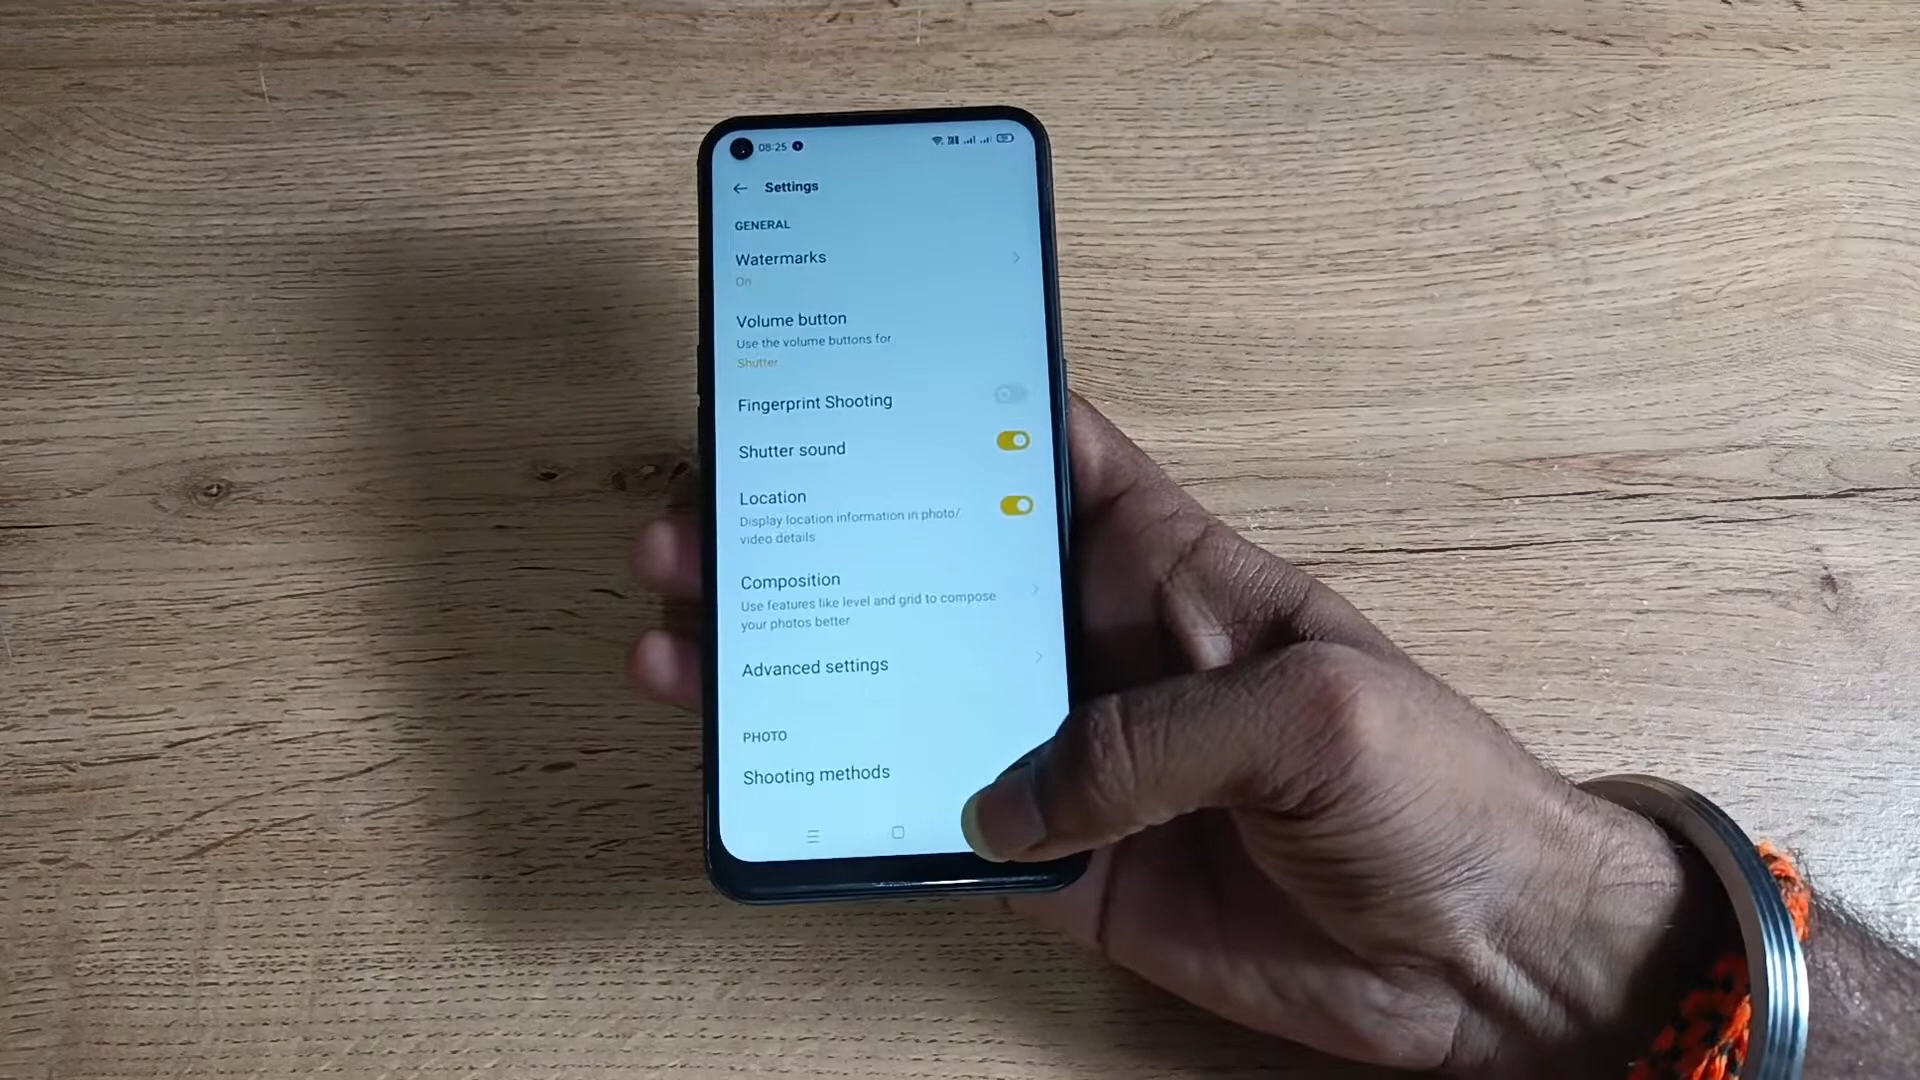 08:25
Settings
GENERAL
Watermarks
On
Volume button
Use the volume buttons for
Shutter
Fingerprint Shooting
Shutter sound
Location
Display location information in photo/
video details
Composition
Use features like level and grid to compose
your photos better
Advanced settings
PHOTO
Shooting methods